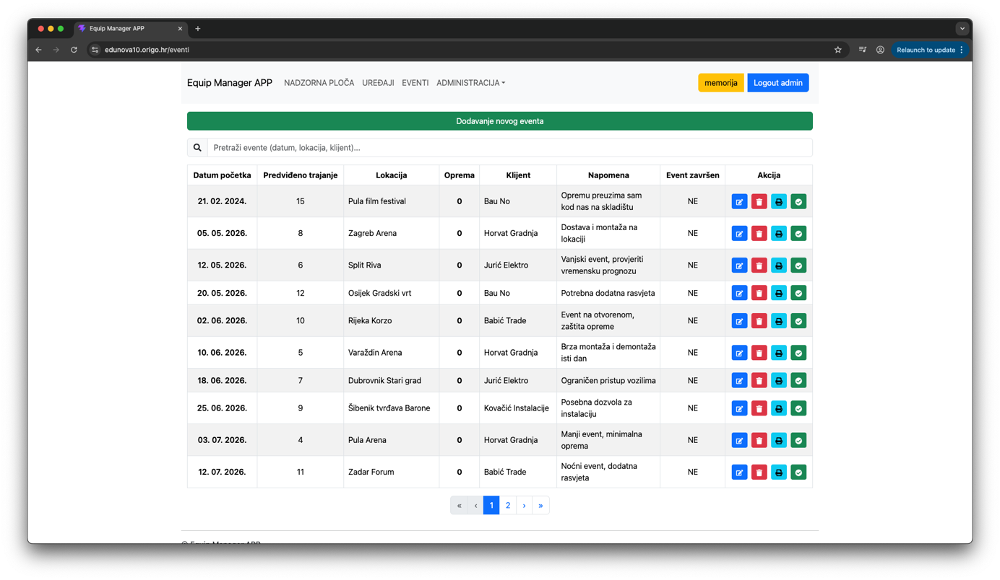 Equip Manager APP
edunova10.origo.hr/eventi
Relaunch to update
Equip Manager APP NADZORNA PLOČA UREĐAJI EVENTI ADMINISTRACIJA memorija Logout admin
Dodavanje novog eventa
Pretraži evente (datum, lokacija, klijent)...
Datum početka Predviđeno trajanje Lokacija Oprema Klijent Napomena Event završen Akcija
21. 02. 2024. 15 Pula film festival 0 Bau No Opremu preuzima sam NE
kod nas na skladištu
05. 05. 2026. 8 Zagreb Arena 0 Horvat Gradnja Dostava i montaža na NE
lokaciji
12. 05. 2026. 6 Split Riva 0 Jurić Elektro Vanjski event, provjeriti NE
vremensku prognozu
20. 05. 2026. 12 Osijek Gradski vrt 0 Bau No Potrebna dodatna rasvjeta NE
02. 06. 2026. 10 Rijeka Korzo 0 Babić Trade Event na otvorenom, NE
zaštita opreme
10. 06. 2026. 5 Varaždin Arena 0 Horvat Gradnja Brza montaža i demontaža NE
isti dan
18. 06. 2026. 7 Dubrovnik Stari grad 0 Jurić Elektro Ograničen pristup vozilima NE
25. 06. 2026. 9 Šibenik tvrđava Barone 0 Kovačić Instalacije Posebna dozvola za NE
instalaciju
03. 07. 2026. 4 Pula Arena 0 Horvat Gradnja Manji event, minimalna NE
oprema
12. 07. 2026. 11 Zadar Forum 0 Babić Trade Noćni event, dodatna NE
rasvjeta
« ‹ 1 2 › »
© Equip Manager APP